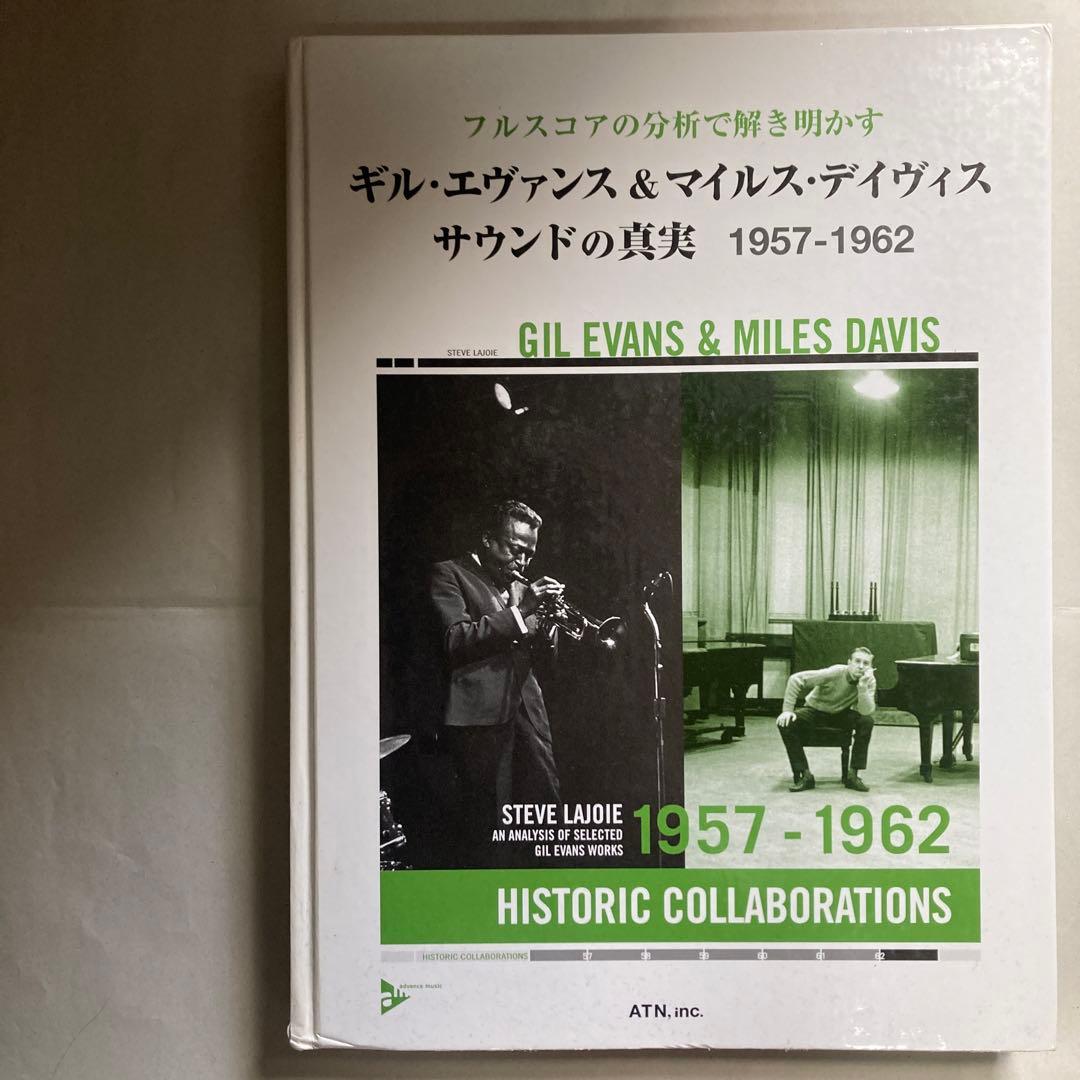 フルスコアの分析で解き明かす
ギル・エヴァンス&マイルス・デイヴィス
サウンドの真実 1957-1962
GIL EVANS & MILES DAVIS
STEVE LAJOIE
STEVE LAJOIE
AN ANALYSIS OF SELECTED
GIL EVANS WORKS
1957 - 1962
HISTORIC COLLABORATIONS
HISTORIC COLLABORATIONS 57 58 59 60 61 62
advance music
ATN, inc.